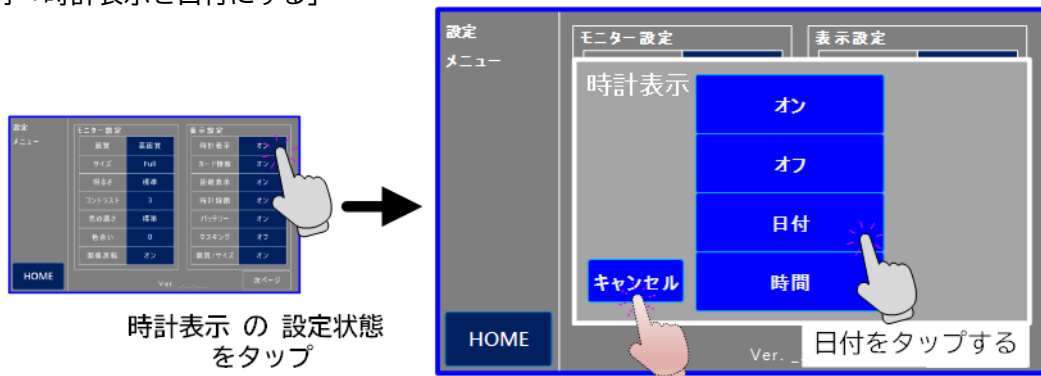 時計表示を日付にする」
設定
メニュー
モニター設定
画質 高画質
サイズ Full
明るさ 標準
コントラスト 3
色の濃さ 標準
色合い 0
画像反転 オン
表示設定
時計表示 オン
カード情報 オン
距離表示 オン
時計録画 オン
バッテリー オン
マスキング オフ
画質/サイズ オン
HOME
Ver. _._._
次ページ
時計表示 の 設定状態
をタップ
設定
メニュー
モニター設定
表示設定
時計表示
オン
オフ
日付
時間
キャンセル
HOME
Ver. _
日付をタップする